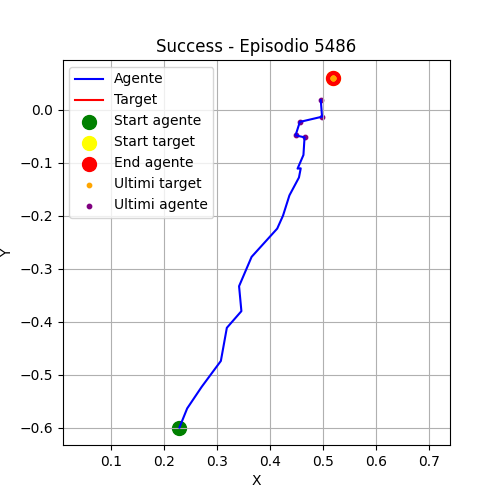 Success - Episodio 5486
Agente
Target
Start agente
Start target
End agente
Ultimi target
Ultimi agente
0.0
−0.1
−0.2
−0.3
−0.4
−0.5
−0.6
Y
0.1 0.2 0.3 0.4 0.5 0.6 0.7
X